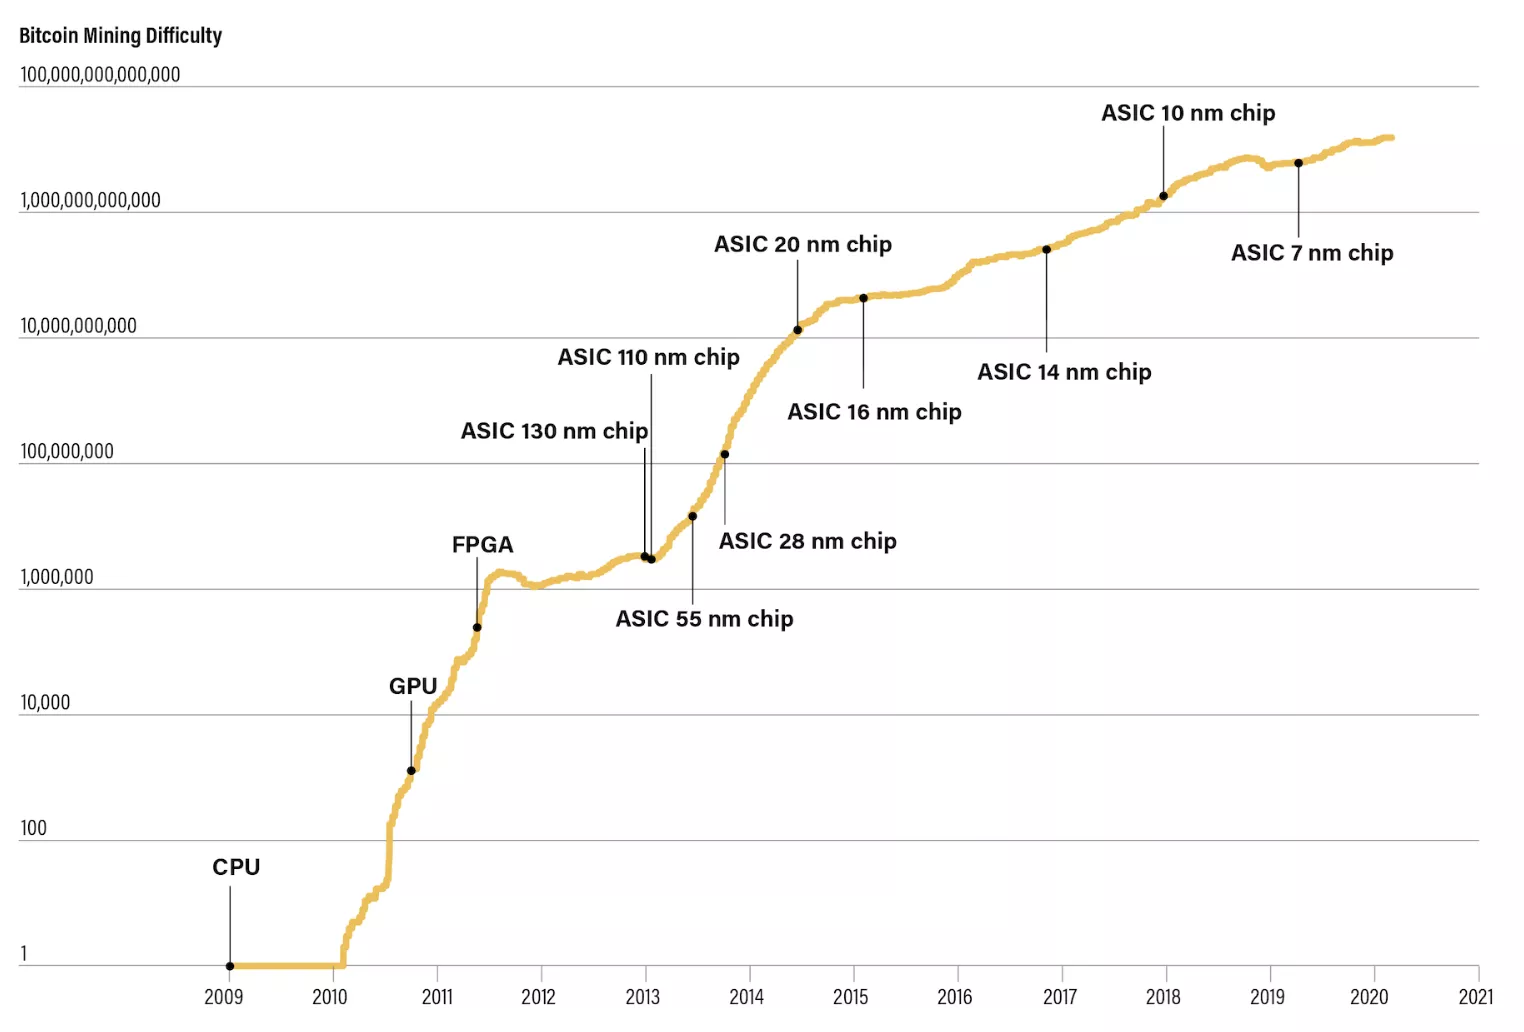 Bitcoin Mining Difficulty
100,000,000,000,000
ASIC 10 nm chip
1,000,000,000,000
ASIC 20 nm chip
ASIC 7 nm chip
10,000,000,000
ASIC 110 nm chip
ASIC 14 nm chip
ASIC 16 nm chip
ASIC 130 nm chip
100,000,000
ASIC 28 nm chip
FPGA
1,000,000
ASIC 55 nm chip
GPU
10,000
100
CPU
1
2009 2010 2011 2012 2013 2014 2015 2016 2017 2018 2019 2020 2021